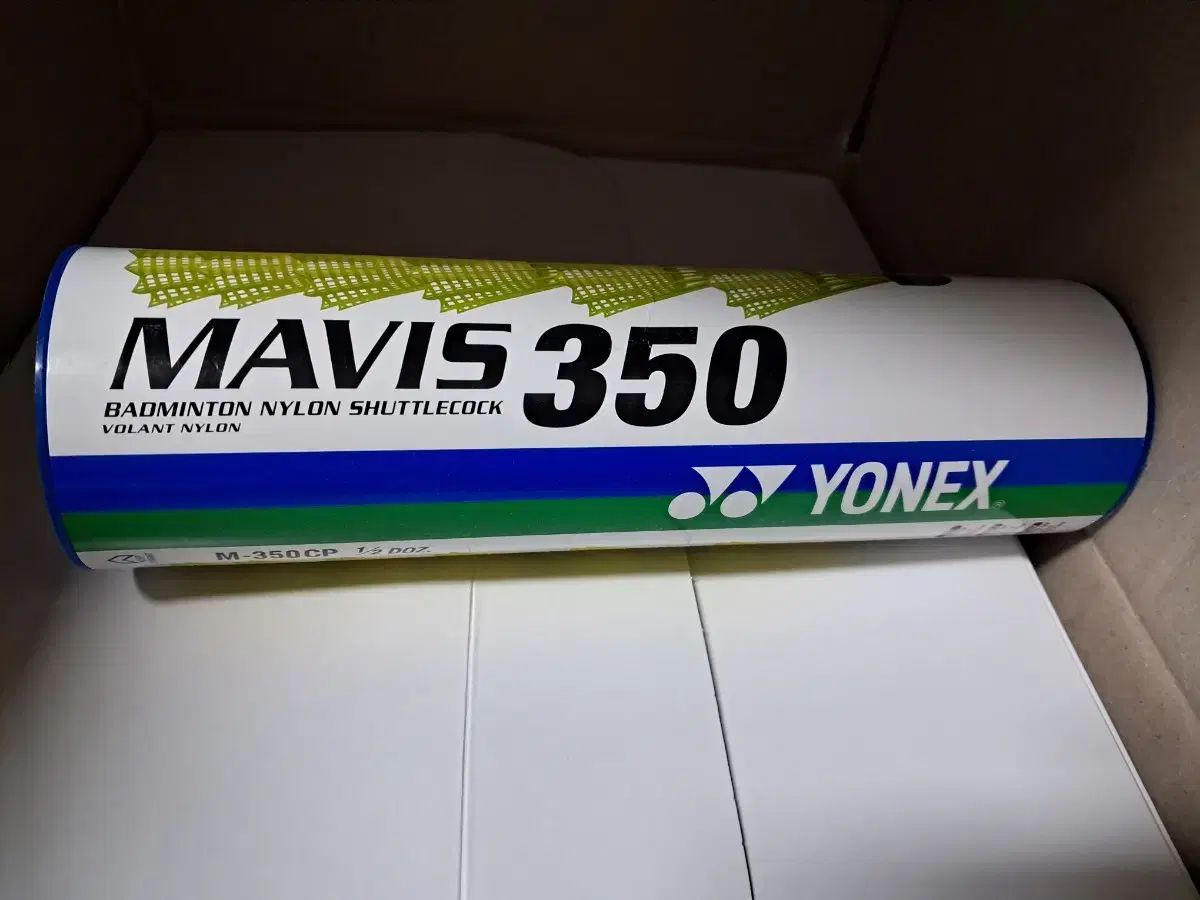 MAVIS 350
BADMINTON NYLON SHUTTLECOCK
VOLANT NYLON
YONEX
M-350CP 1/2 DOZ.